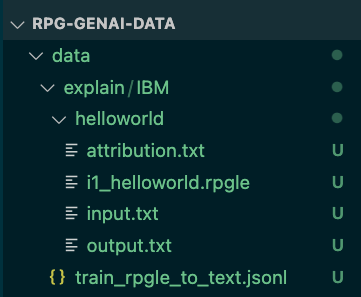 RPG-GENAI-DATA
data
explain/IBM
helloworld
attribution.txt U
i1_helloworld.rpgle U
input.txt U
output.txt U
{} train_rpgle_to_text.jsonl U